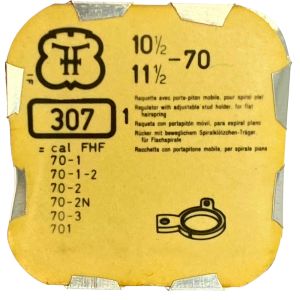 10½
11½ -70
307 1
Raquette avec porte-piton mobile, pour spiral plat
Regulator with adjustable stud holder, for flat
hairspring
Raqueta con portapitón móvil, para espiral plano
Rücker mit beweglichem Spiralklötzchen-Träger,
für Flachspirale
Racchetta con portapitone mobile, per spirale piano
= cal FHF
70-1
70-1-2
70-2
70-2N
70-3
701